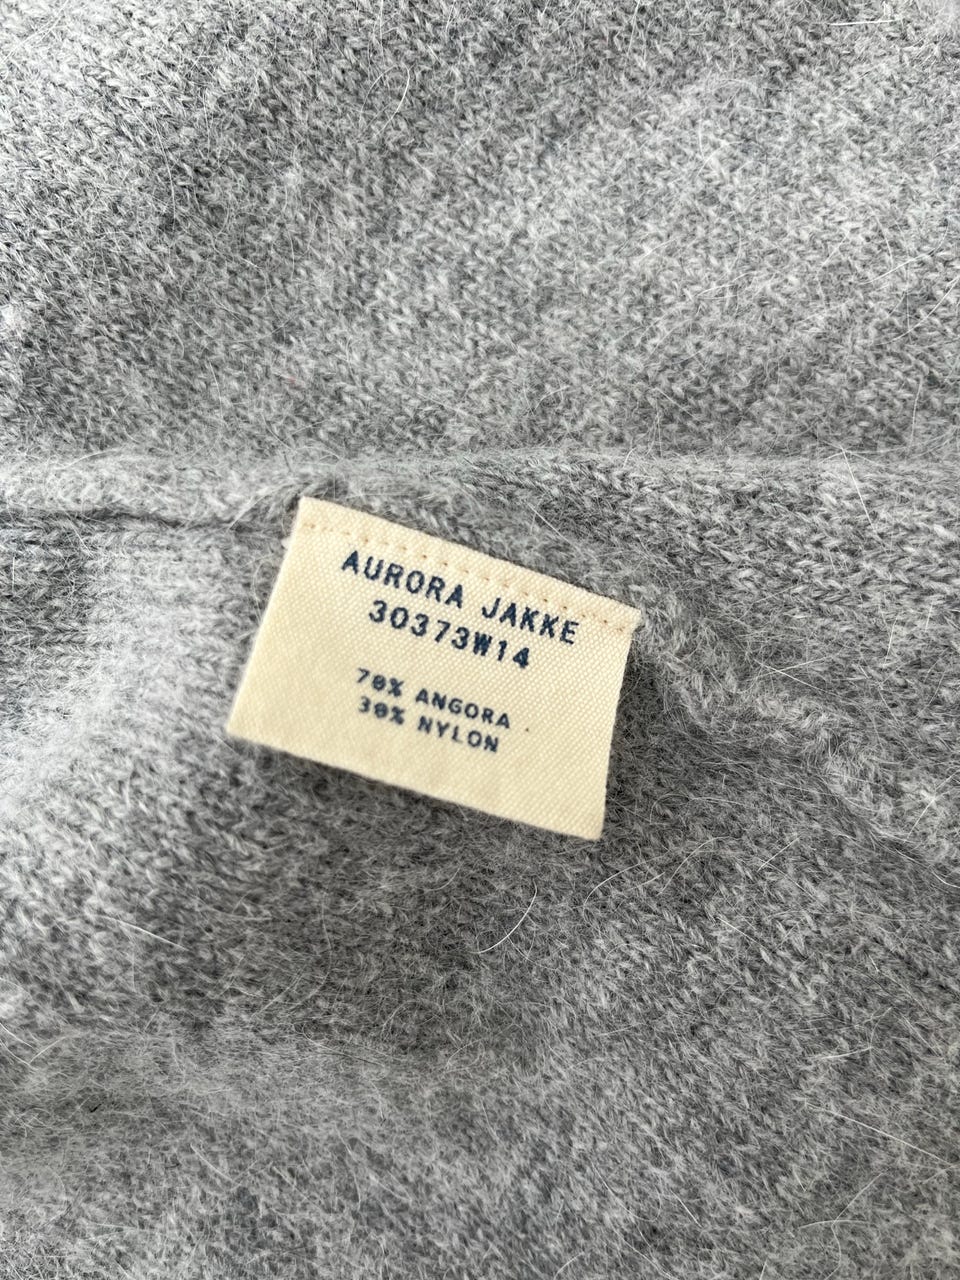 AURORA JAKKE
30373W14
70% ANGORA
30% NYLON